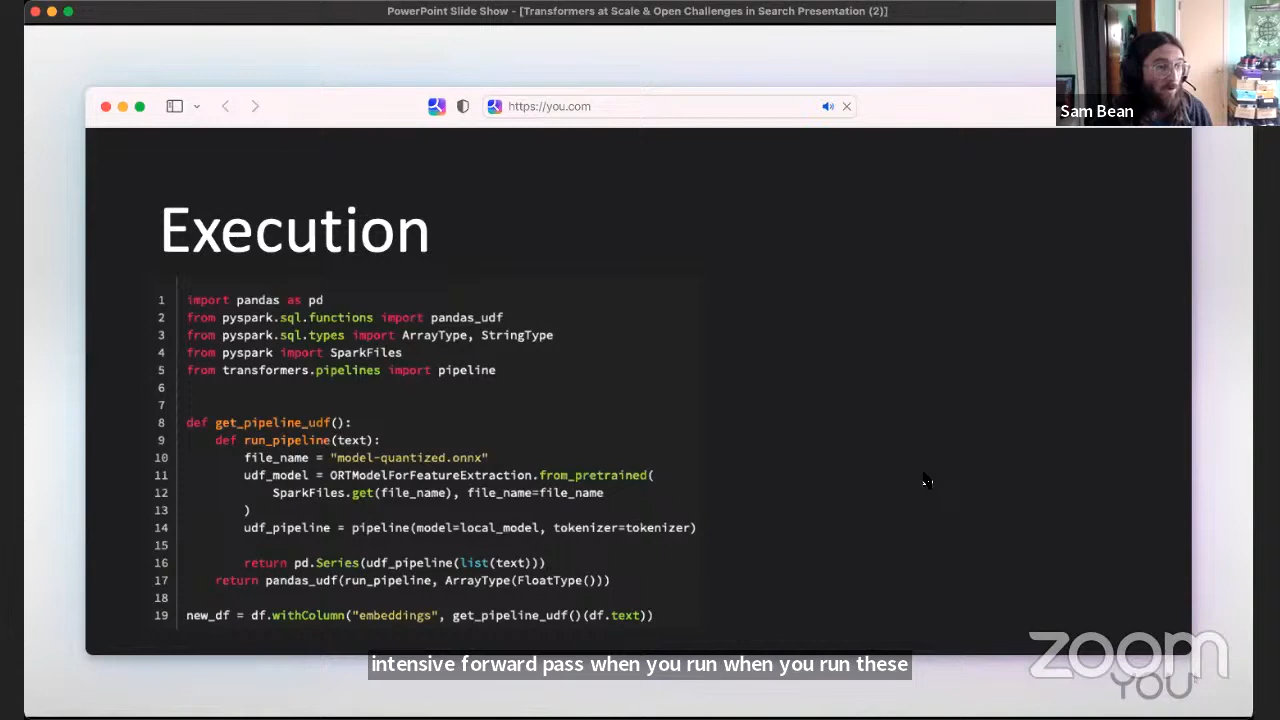 PowerPoint Slide Show - [Transformers at Scale & Open Challenges in Search Presentation (2)]
Sam Bean
https://you.com
Execution
1 import pandas as pd
2 from pyspark.sql.functions import pandas_udf
3 from pyspark.sql.types import ArrayType, StringType
4 from pyspark import SparkFiles
5 from transformers.pipelines import pipeline
6
7
8 def get_pipeline_udf():
9 def run_pipeline(text):
10 file_name = "model-quantized.onnx"
11 udf_model = ORTModelForFeatureExtraction.from_pretrained(
12 SparkFiles.get(file_name), file_name=file_name
13 )
14 udf_pipeline = pipeline(model=local_model, tokenizer=tokenizer)
15
16 return pd.Series(udf_pipeline(list(text)))
17 return pandas_udf(run_pipeline, ArrayType(FloatType()))
18
19 new_df = df.withColumn("embeddings", get_pipeline_udf()(df.text))
intensive forward pass when you run when you run these
zoom
YOU